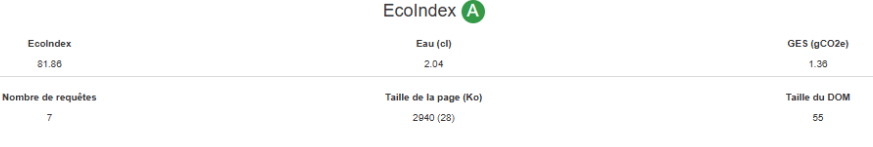 EcoIndex A
EcoIndex Eau (cl) GES (gCO2e)
81.86 2.04 1.36
Nombre de requêtes Taille de la page (Ko) Taille du DOM
7 2940 (28) 55